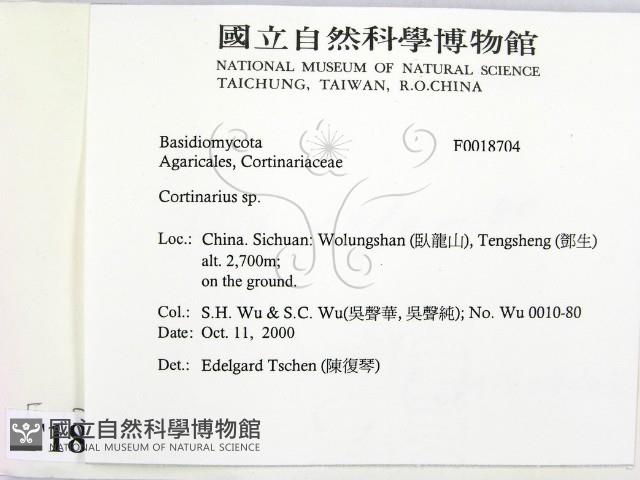 國立自然科學博物館
NATIONAL MUSEUM OF NATURAL SCIENCE
TAICHUNG, TAIWAN, R.O.CHINA
Basidiomycota F0018704
Agaricales, Cortinariaceae
Cortinarius sp.
Loc.: China. Sichuan: Wolungshan (臥龍山), Tengsheng (鄧生)
alt. 2,700m;
on the ground.
Col.: S.H. Wu & S.C. Wu(吳聲華, 吳聲純); No. Wu 0010-80
Date: Oct. 11, 2000
Det.: Edelgard Tschen (陳復琴)
18
國立自然科學博物館
NATIONAL MUSEUM OF NATURAL SCIENCE